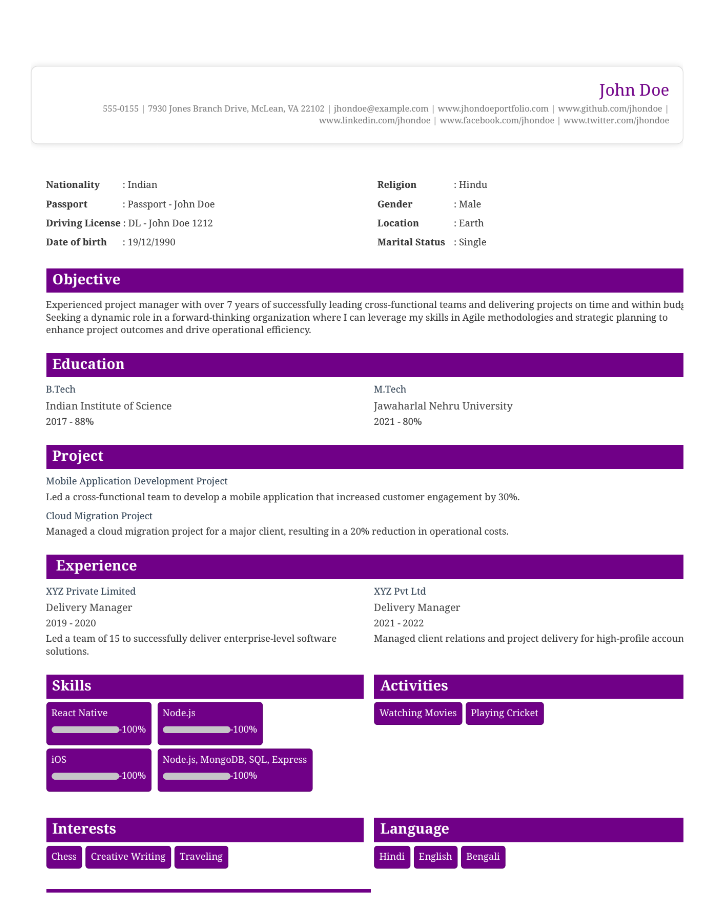 John Doe
555-0155 | 7930 Jones Branch Drive, McLean, VA 22102 | jhondoe@example.com | www.jhondoeportfolio.com | www.github.com/jhondoe |
www.linkedin.com/jhondoe | www.facebook.com/jhondoe | www.twitter.com/jhondoe
Nationality : Indian
Religion : Hindu
Passport : Passport - John Doe
Gender : Male
Driving License : DL - John Doe 1212
Location : Earth
Date of birth : 19/12/1990
Marital Status : Single
Objective
Experienced project manager with over 7 years of successfully leading cross-functional teams and delivering projects on time and within
Seeking a dynamic role in a forward-thinking organization where I can leverage my skills in Agile methodologies and strategic planning to
enhance project outcomes and drive operational efficiency.
Education
B.Tech
Indian Institute of Science
2017 - 88%
M.Tech
Jawaharlal Nehru University
2021 - 80%
Project
Mobile Application Development Project
Led a cross-functional team to develop a mobile application that increased customer engagement by 30%.
Cloud Migration Project
Managed a cloud migration project for a major client, resulting in a 20% reduction in operational costs.
Experience
XYZ Private Limited
Delivery Manager
2019 - 2020
Led a team of 15 to successfully deliver enterprise-level software
solutions.
XYZ Pvt Ltd
Delivery Manager
2021 - 2022
Managed client relations and project delivery for high-profile accoun
Skills
React Native
-100%
Node.js
-100%
iOS
-100%
Node.js, MongoDB, SQL, Express
-100%
Activities
Watching Movies
Playing Cricket
Interests
Chess
Creative Writing
Traveling
Language
Hindi
English
Bengali